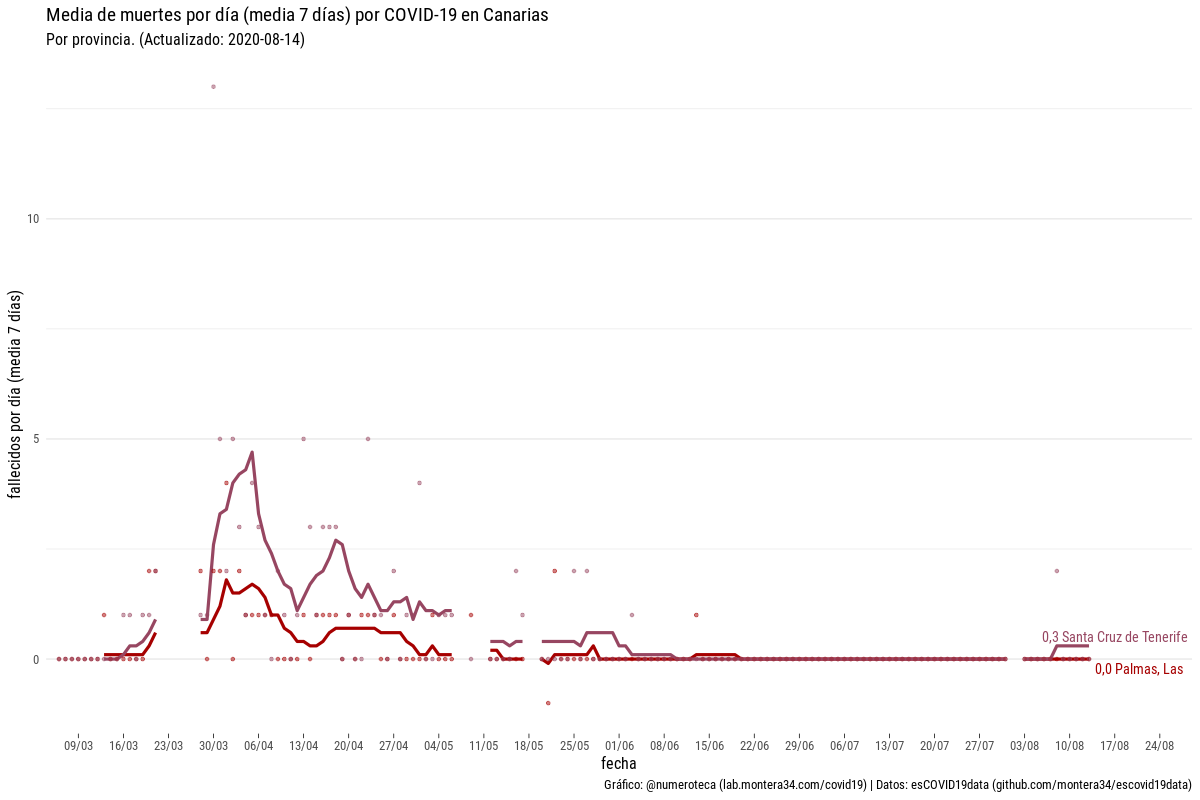 Media de muertes por día (media 7 días) por COVID-19 en Canarias
Por provincia. (Actualizado: 2020-08-14)
fallecidos por día (media 7 días)
10
5
0
0,3 Santa Cruz de Tenerife
0,0 Palmas, Las
09/03 16/03 23/03 30/03 06/04 13/04 20/04 27/04 04/05 11/05 18/05 25/05 01/06 08/06 15/06 22/06 29/06 06/07 13/07 20/07 27/07 03/08 10/08 17/08 24/08
fecha
Gráfico: @numeroteca (lab.montera34.com/covid19) | Datos: esCOVID19data (github.com/montera34/escovid19data)